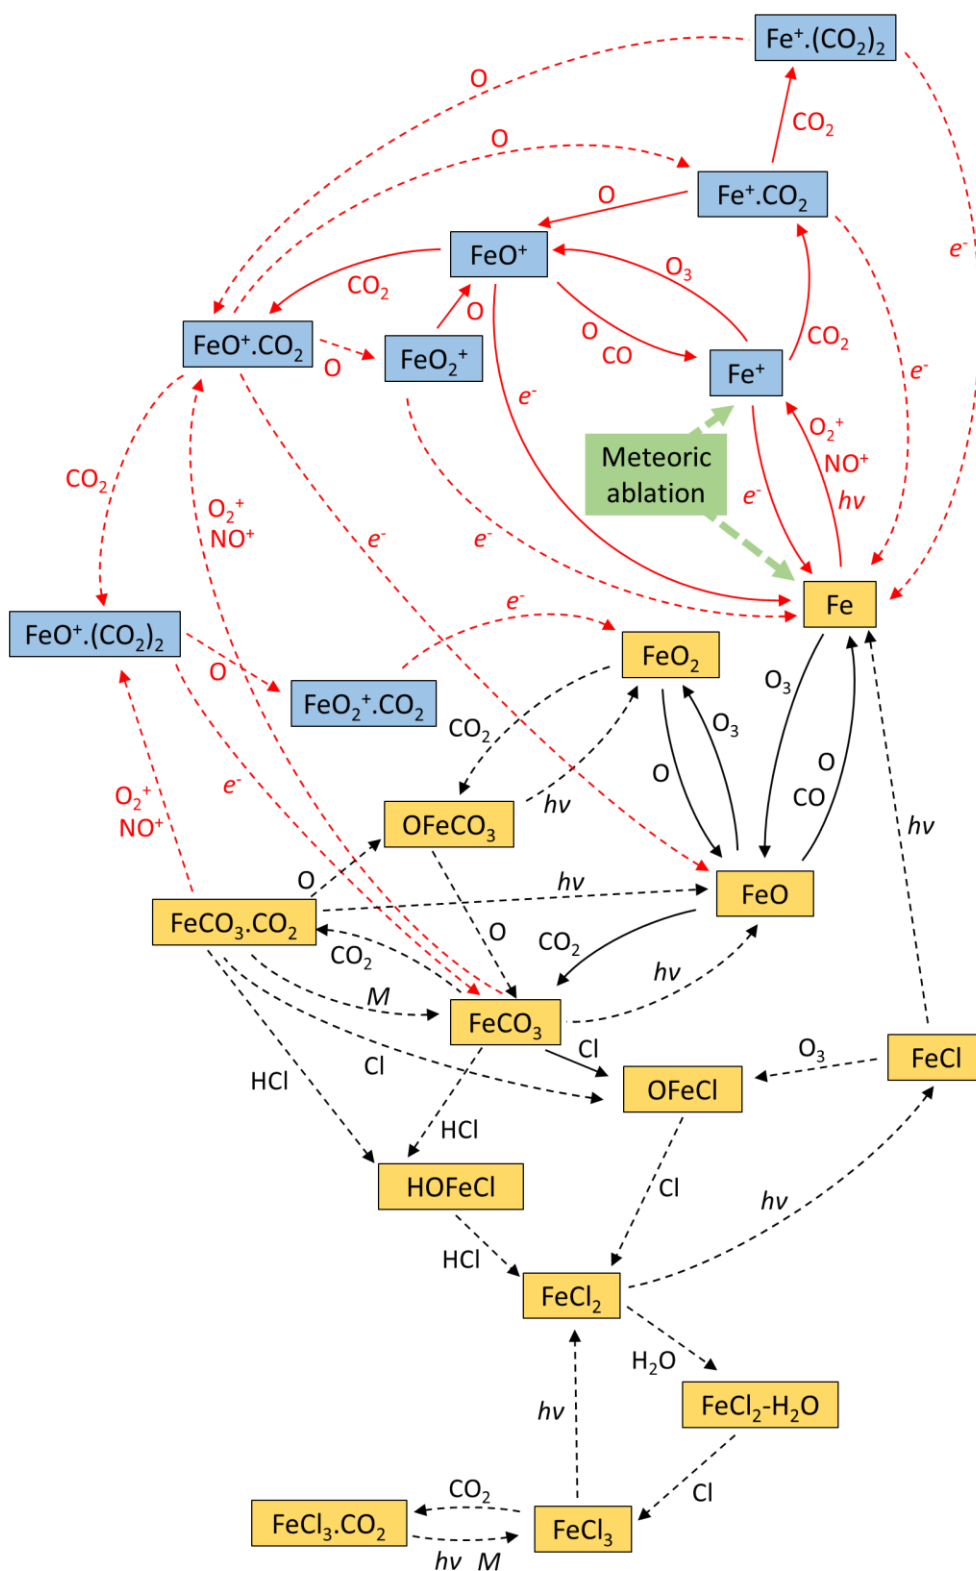 Fe⁺.(CO₂)₂
O
CO₂
O
Fe⁺.CO₂
O
FeO⁺
e⁻
O₃
CO₂
O
FeO⁺.CO₂
O
FeO₂⁺
O
CO
CO₂
Fe⁺
e⁻
e⁻
O₂⁺
NO⁺
hν
Meteoric
ablation
e⁻
CO₂
O₂⁺
NO⁺
e⁻
e⁻
Fe
e⁻
FeO⁺.(CO₂)₂
O
FeO₂
FeO₂⁺.CO₂
O₃
CO₂
O₃
O
O
CO
hν
O₂⁺
NO⁺
e⁻
OFeCO₃
hν
O
hν
FeO
FeCO₃.CO₂
O
CO₂
CO₂
hν
M
FeCO₃
Cl
O₃
FeCl
HCl
Cl
OFeCl
HCl
HOFeCl
Cl
hν
HCl
FeCl₂
H₂O
hν
FeCl₂-H₂O
Cl
CO₂
FeCl₃.CO₂
FeCl₃
hν M